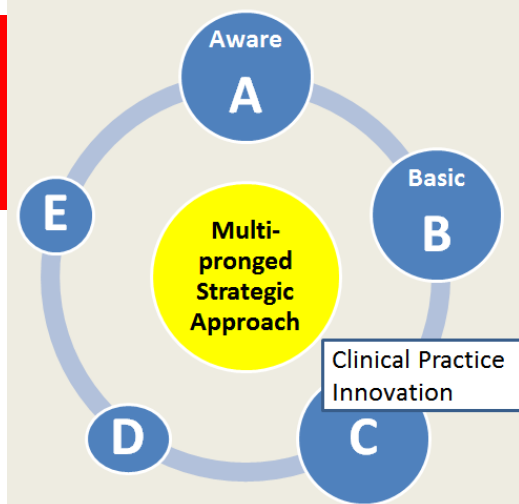 Aware
A
Basic
B
E
Multi-
pronged
Strategic
Approach
Clinical Practice
Innovation
C
D